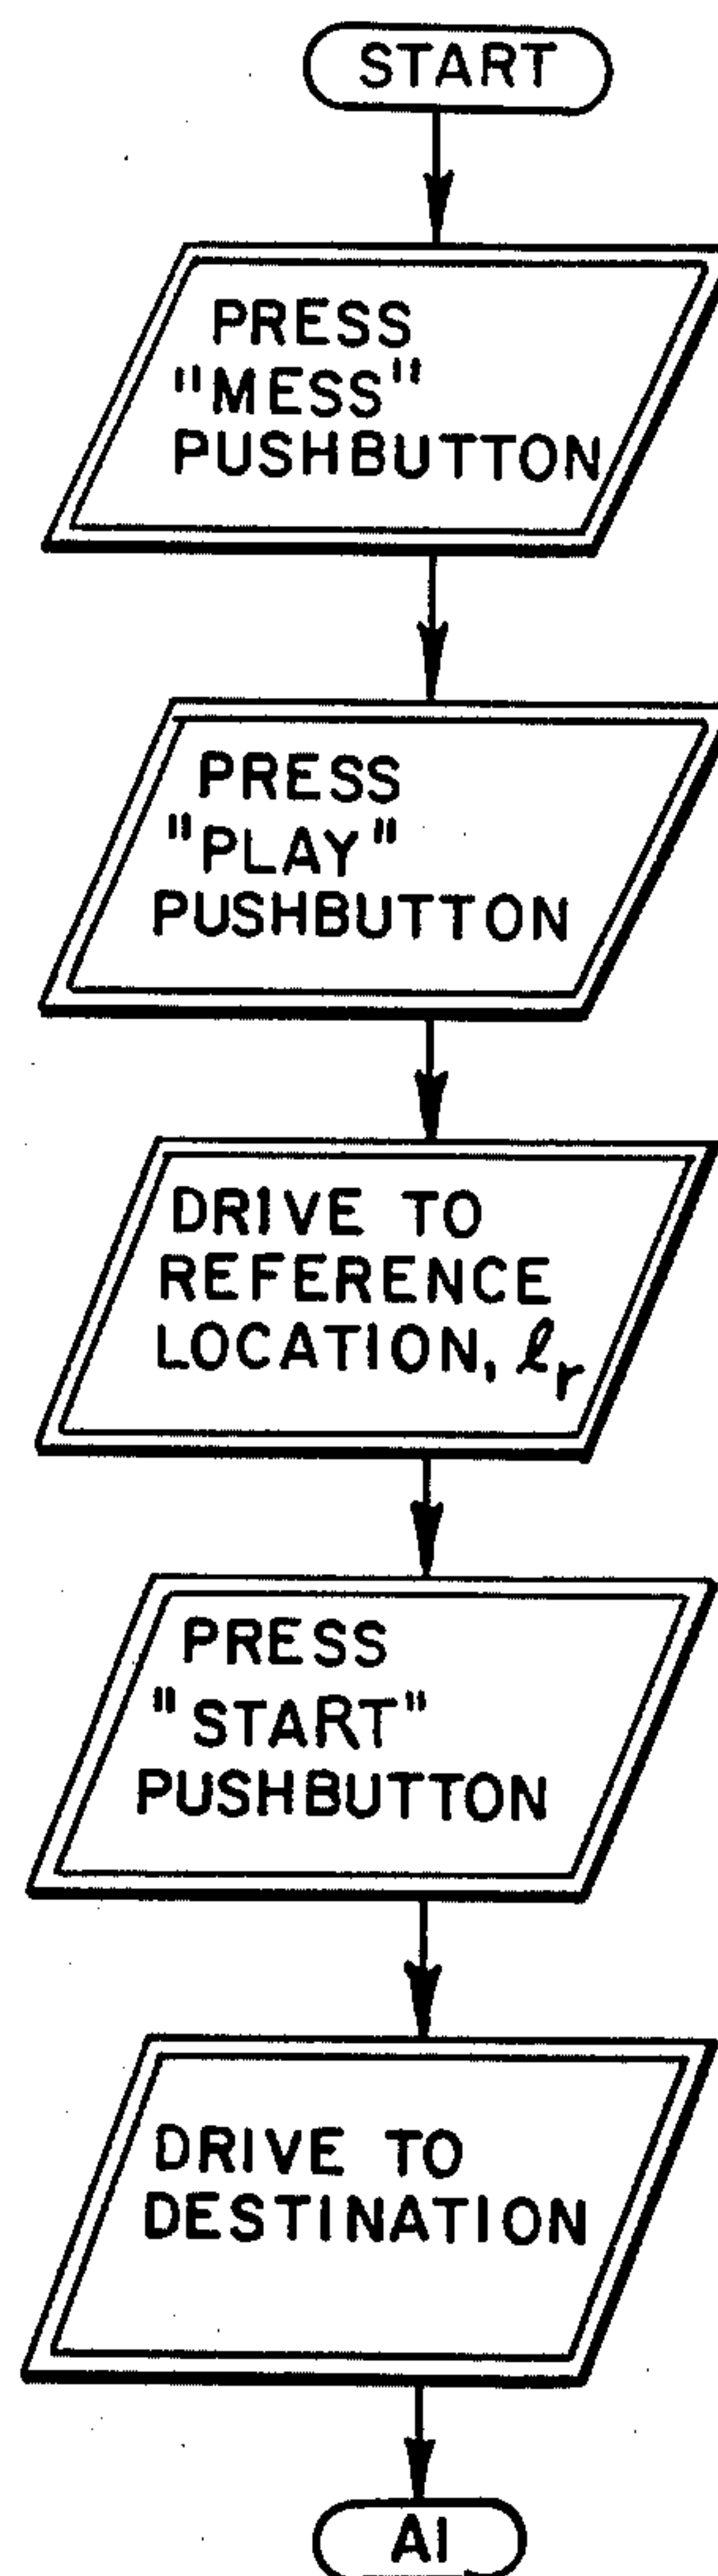 START
PRESS
"MESS"
PUSHBUTTON
PRESS
"PLAY"
PUSHBUTTON
DRIVE TO
REFERENCE
LOCATION, ℓr
PRESS
"START"
PUSHBUTTON
DRIVE TO
DESTINATION
A1